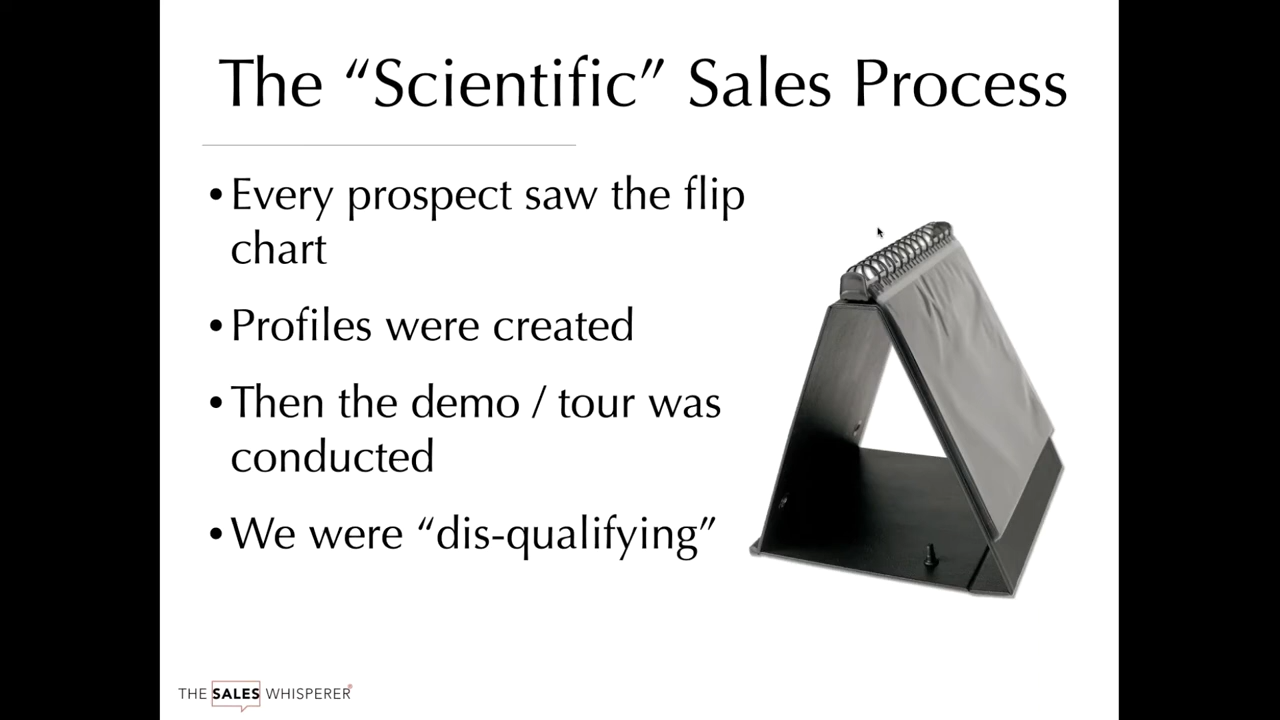 The “Scientific” Sales Process
•Every prospect saw the flip
chart
•Profiles were created
•Then the demo / tour was
conducted
•We were “dis-qualifying”
THE SALES WHISPERER®